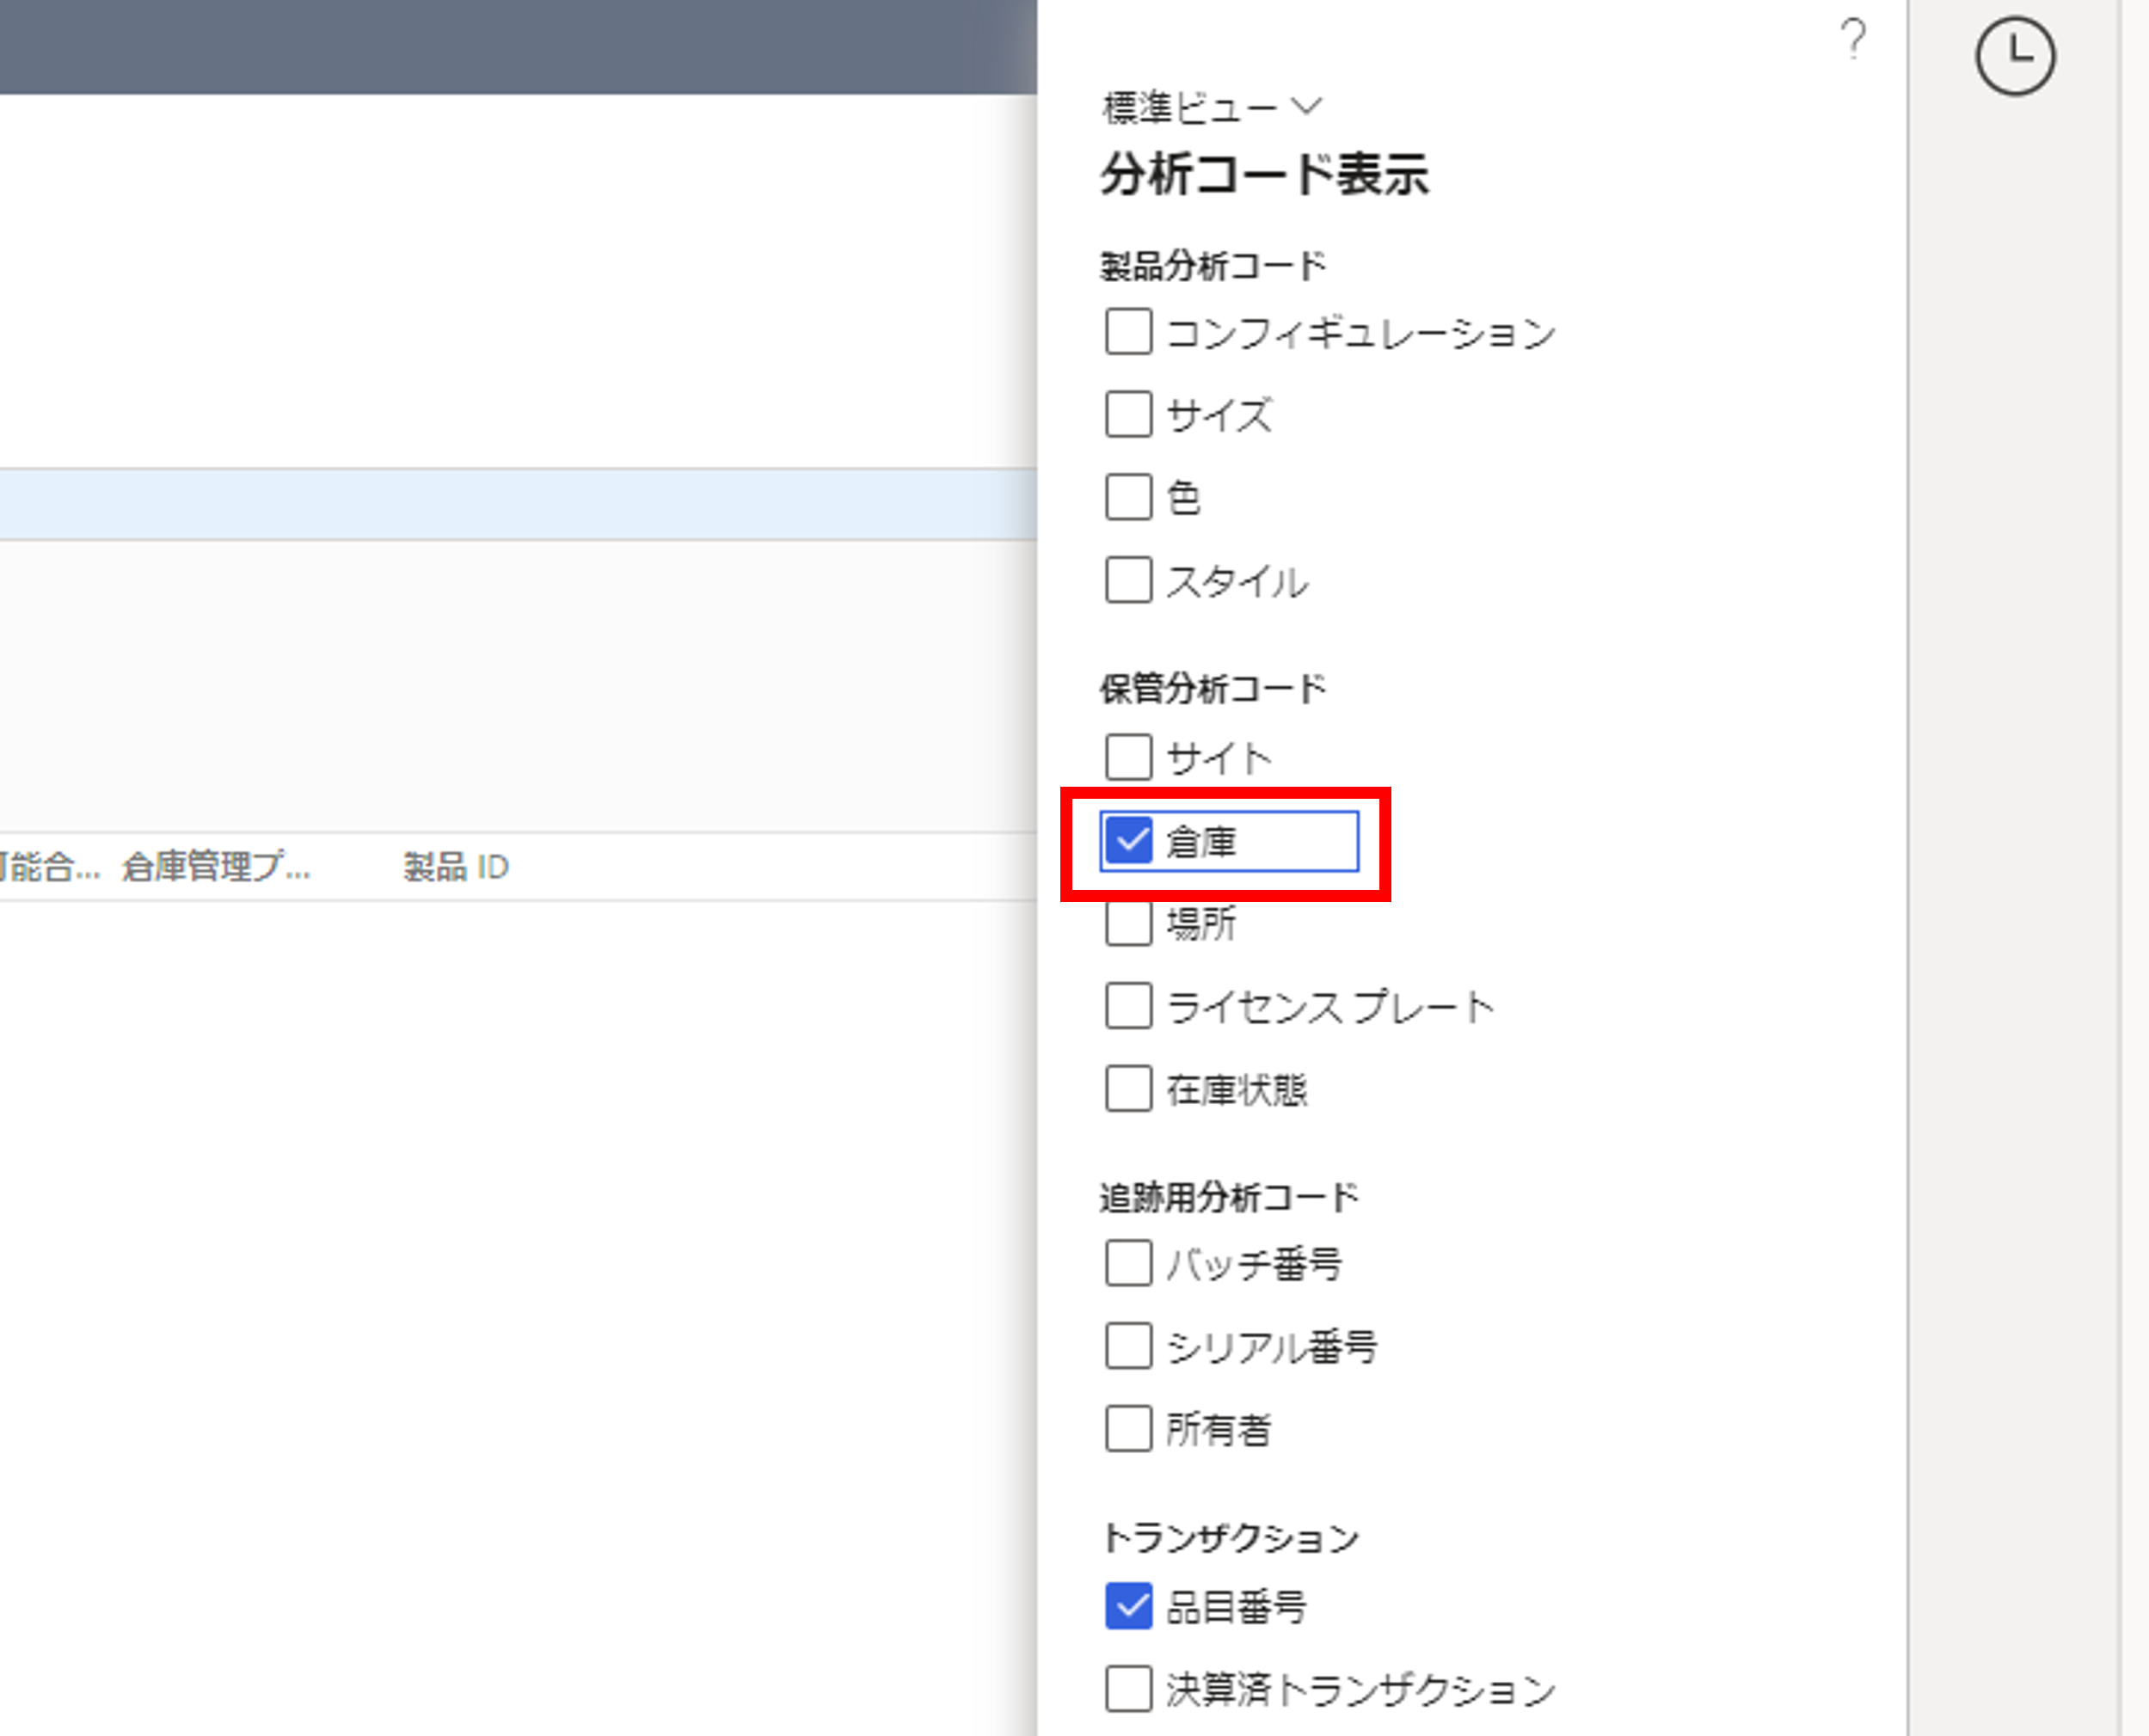 ?
標準ビュー
分析コード表示
製品分析コード
コンフィギュレーション
サイズ
色
スタイル
保管分析コード
サイト
倉庫
場所
ライセンス プレート
在庫状態
追跡用分析コード
バッチ番号
シリアル番号
所有者
トランザクション
品目番号
決算済トランザクション
能合... 倉庫管理プ... 製品 ID